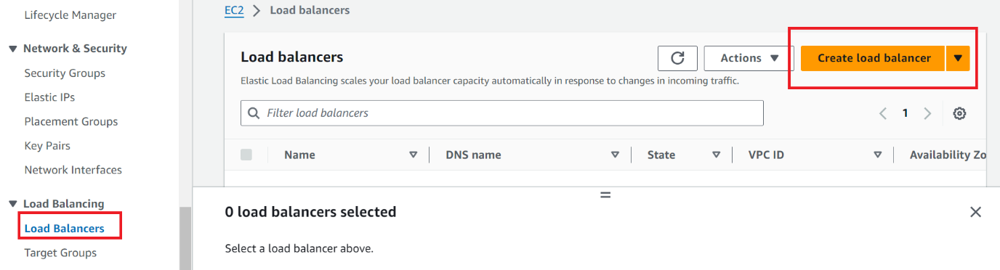 Lifecycle Manager
Network & Security
Security Groups
Elastic IPs
Placement Groups
Key Pairs
Network Interfaces
Load Balancing
Load Balancers
Target Groups
EC2 > Load balancers
Load balancers
Actions
Create load balancer
Elastic Load Balancing scales your load balancer capacity automatically in response to changes in incoming traffic.
Filter load balancers
1
Name DNS name State VPC ID Availability Zo
0 load balancers selected
Select a load balancer above.